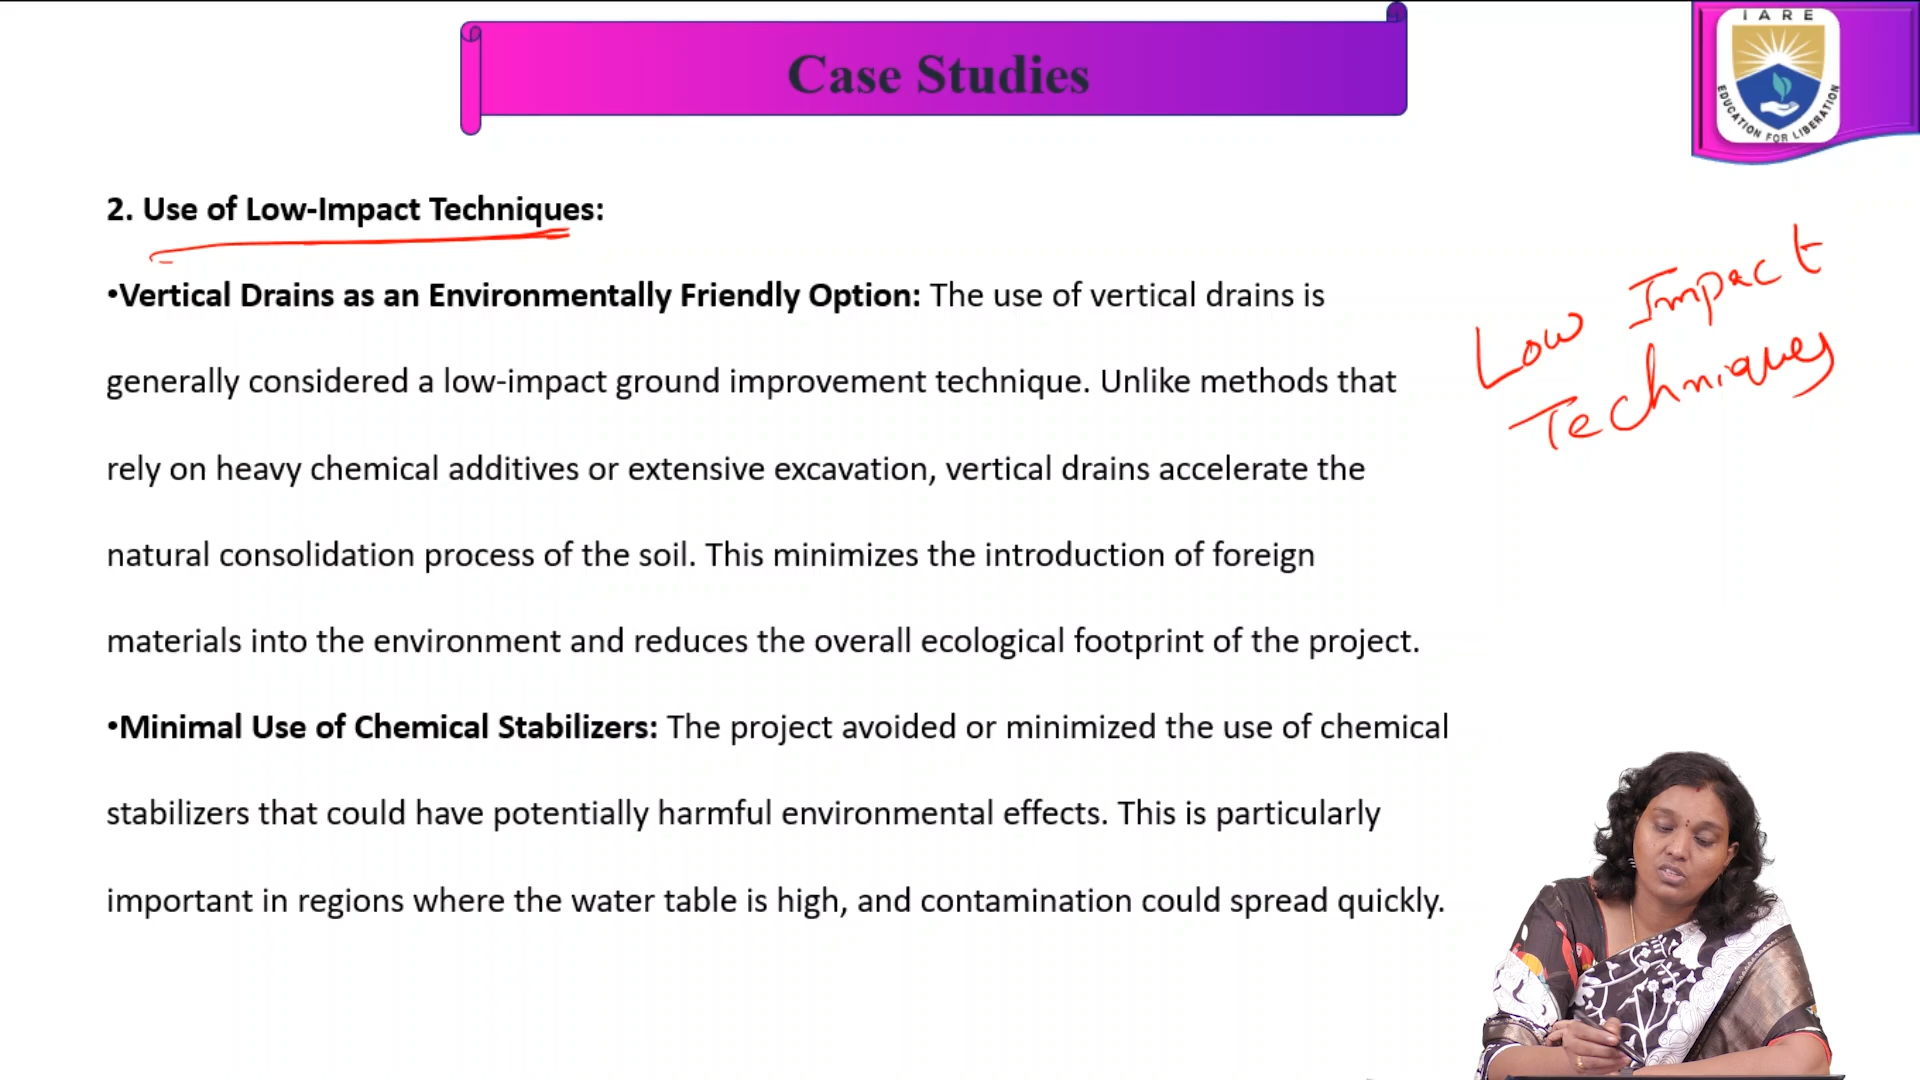 Case Studies
IARE
EDUCATION FOR LIBERATION
2. Use of Low-Impact Techniques:
•Vertical Drains as an Environmentally Friendly Option: The use of vertical drains is
generally considered a low-impact ground improvement technique. Unlike methods that
rely on heavy chemical additives or extensive excavation, vertical drains accelerate the
natural consolidation process of the soil. This minimizes the introduction of foreign
materials into the environment and reduces the overall ecological footprint of the project.
•Minimal Use of Chemical Stabilizers: The project avoided or minimized the use of chemical
stabilizers that could have potentially harmful environmental effects. This is particularly
important in regions where the water table is high, and contamination could spread quickly.
Low Impact
Techniques